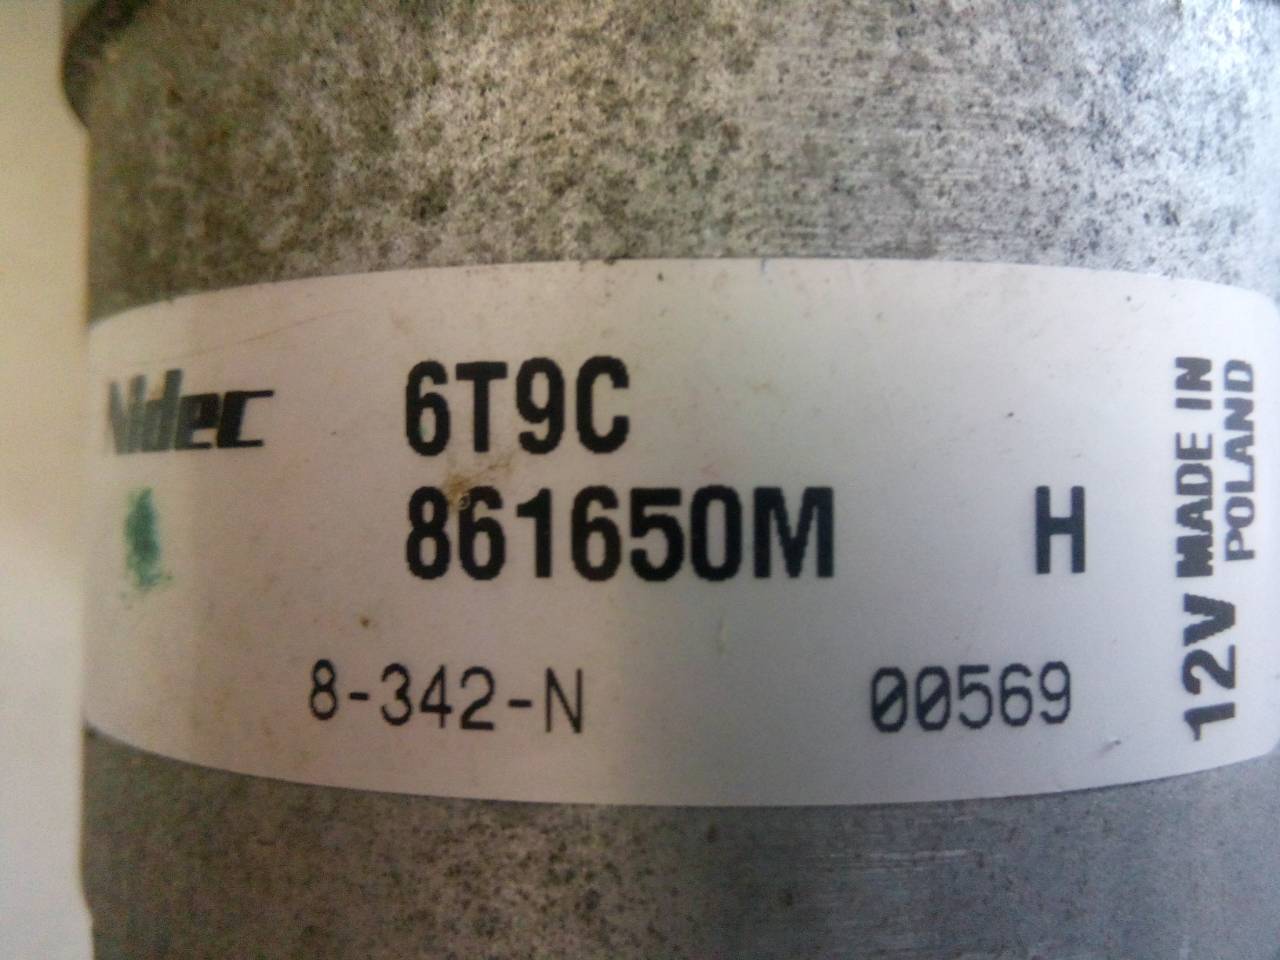 Nidec
6T9C
861650M H
8-342-N 00569
12V MADE IN
POLAND